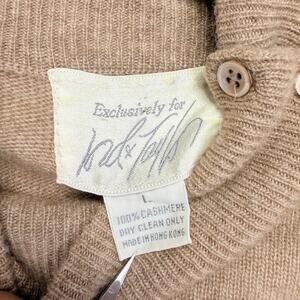 Exclusively for
Lord & Taylor
L
100% CASHMERE
DRY CLEAN ONLY
MADE IN HONG KONG